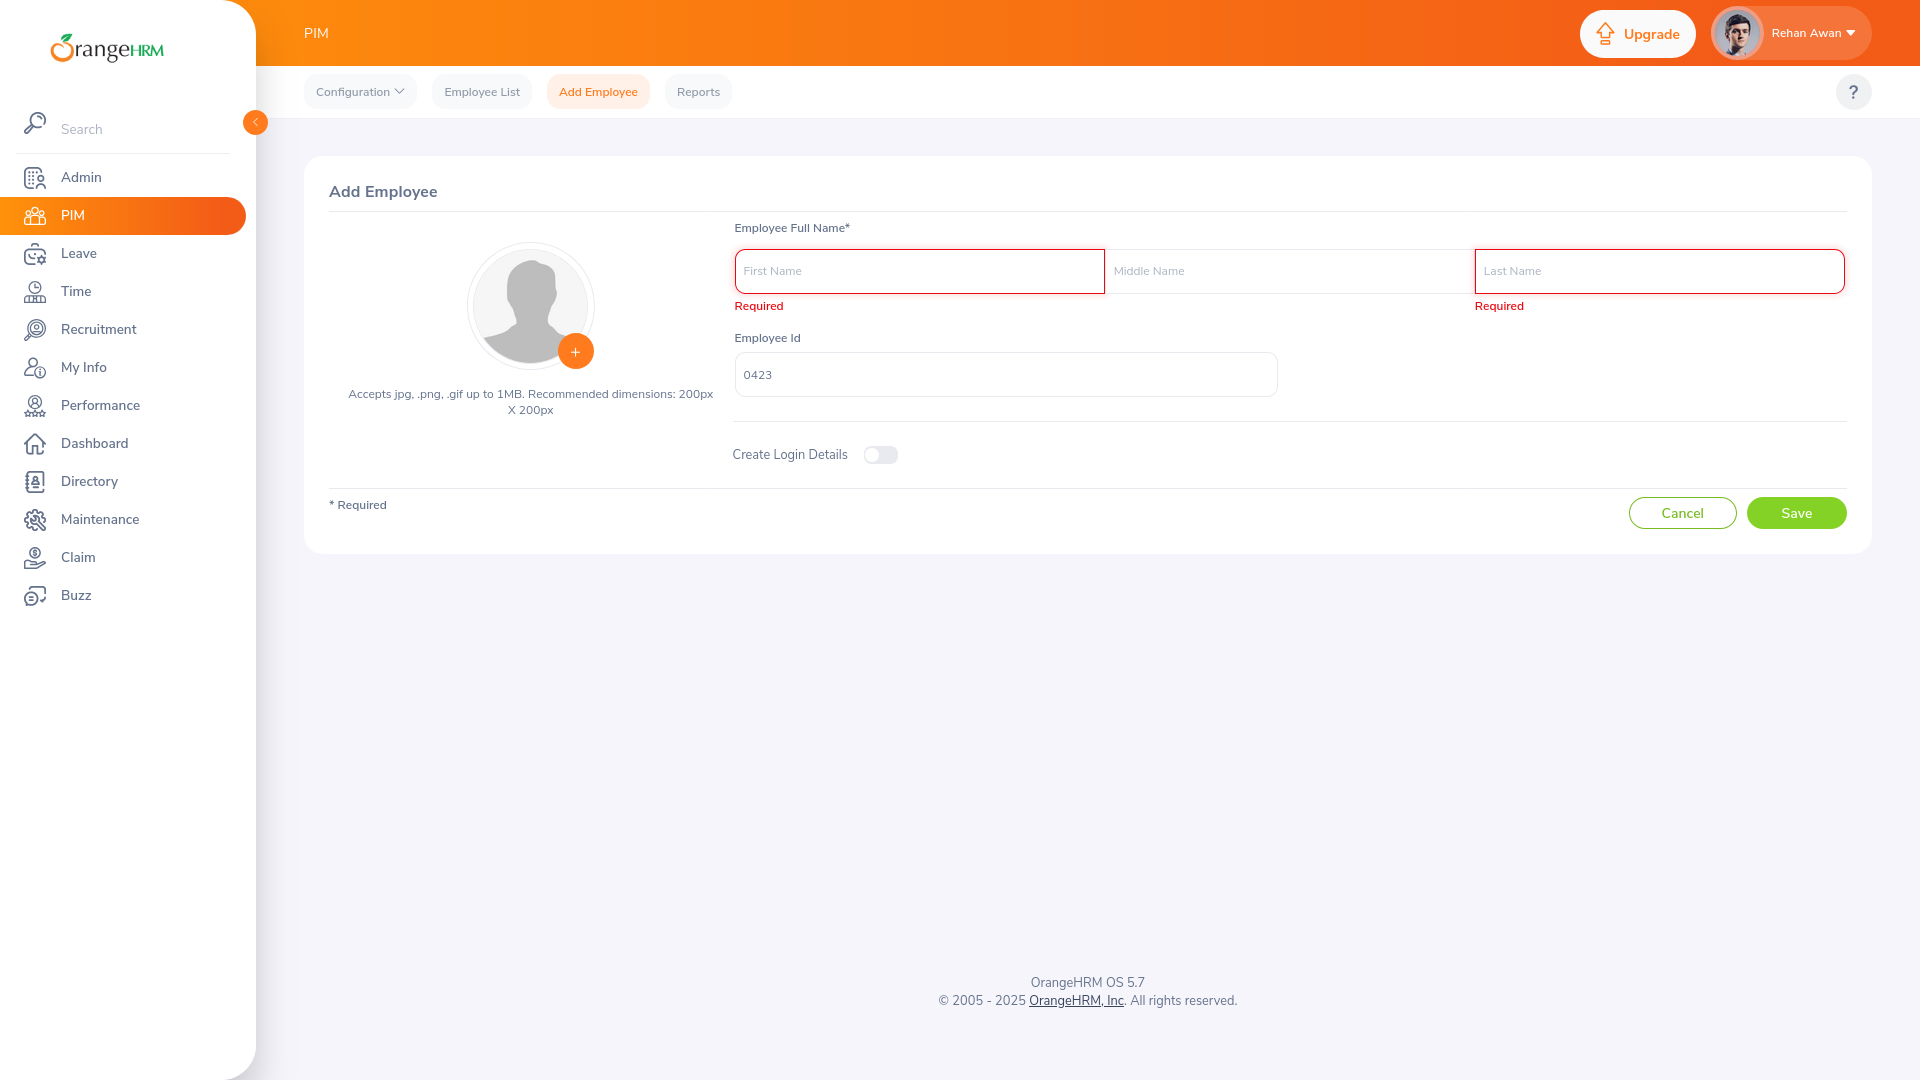 OrangeHRM
Search
Admin
PIM
Leave
Time
Recruitment
My Info
Performance
Dashboard
Directory
Maintenance
Claim
Buzz
PIM
Upgrade
Rehan Awan
Configuration
Employee List
Add Employee
Reports
?
Add Employee
Accepts jpg, .png, .gif up to 1MB. Recommended dimensions: 200px
X 200px
Employee Full Name*
First Name
Middle Name
Last Name
Required
Required
Employee Id
0423
Create Login Details
* Required
Cancel
Save
OrangeHRM OS 5.7
© 2005 - 2025 OrangeHRM, Inc. All rights reserved.